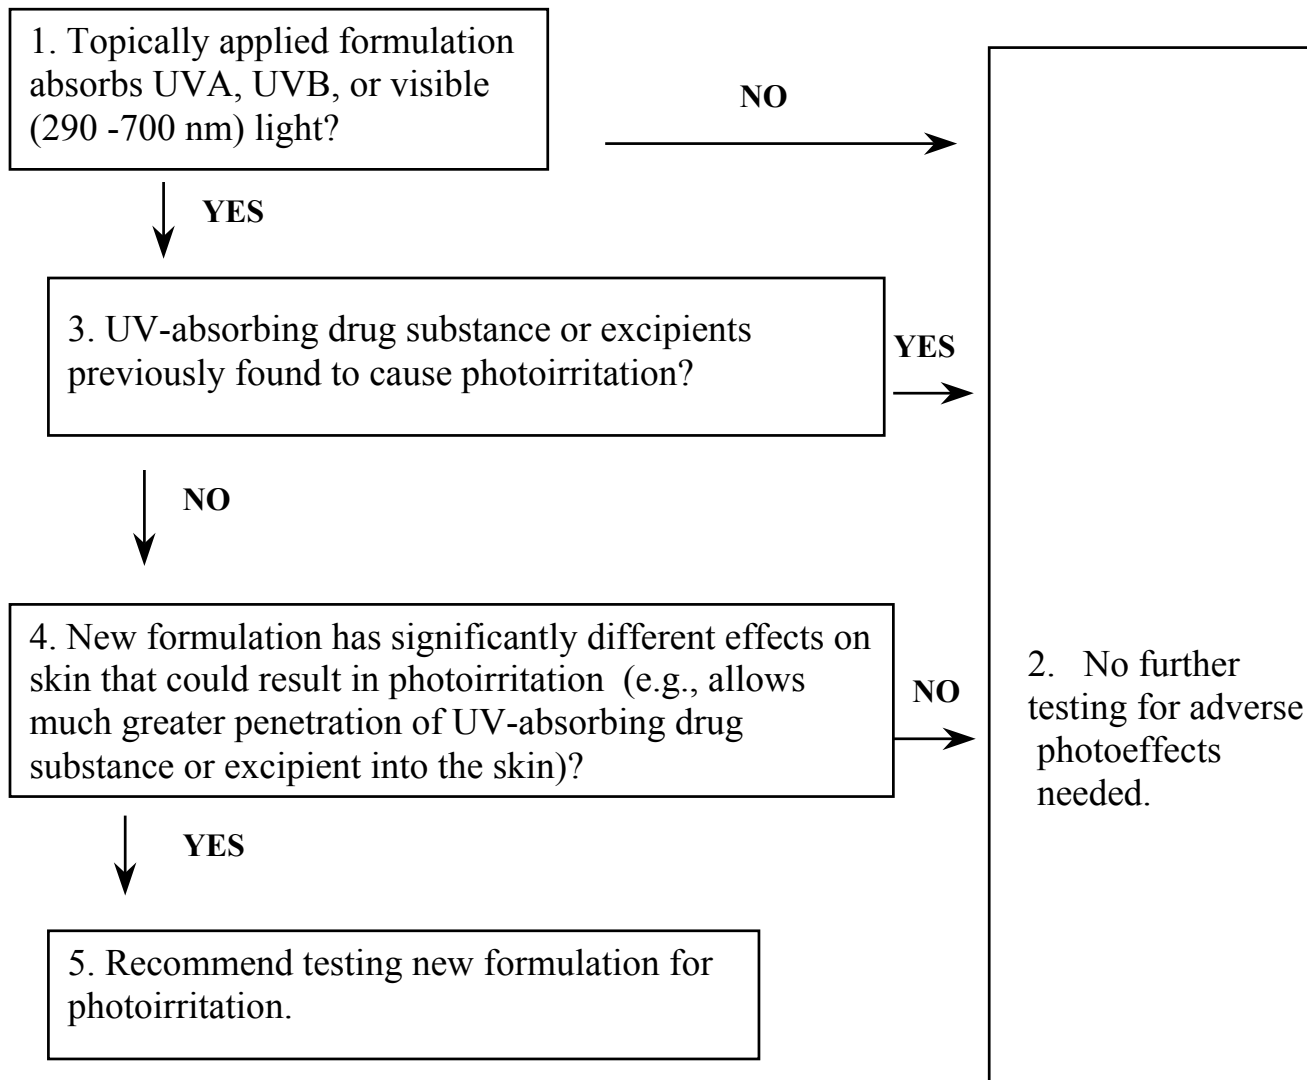 1. Topically applied formulation
absorbs UVA, UVB, or visible
(290 -700 nm) light?
NO
YES
3. UV-absorbing drug substance or excipients
previously found to cause photoirritation?
YES
NO
4. New formulation has significantly different effects on
skin that could result in photoirritation (e.g., allows
much greater penetration of UV-absorbing drug
substance or excipient into the skin)?
NO
2. No further
testing for adverse
photoeffects
needed.
YES
5. Recommend testing new formulation for
photoirritation.